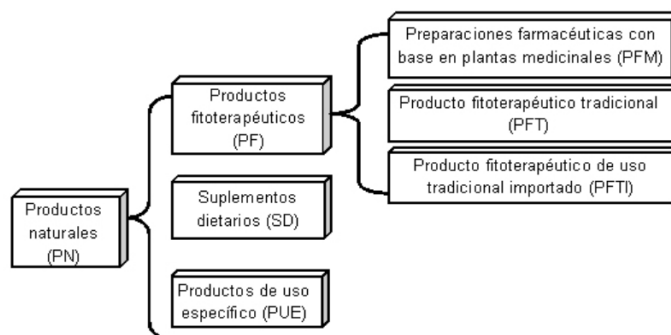 Productos
naturales
(PN)
Productos
fitoterapéuticos
(PF)
Suplementos
dietarios (SD)
Productos de uso
específico (PUE)
Preparaciones farmacéuticas con
base en plantas medicinales (PFM)
Producto fitoterapéutico tradicional
(PFT)
Producto fitoterapéutico de uso
tradicional importado (PFTI)